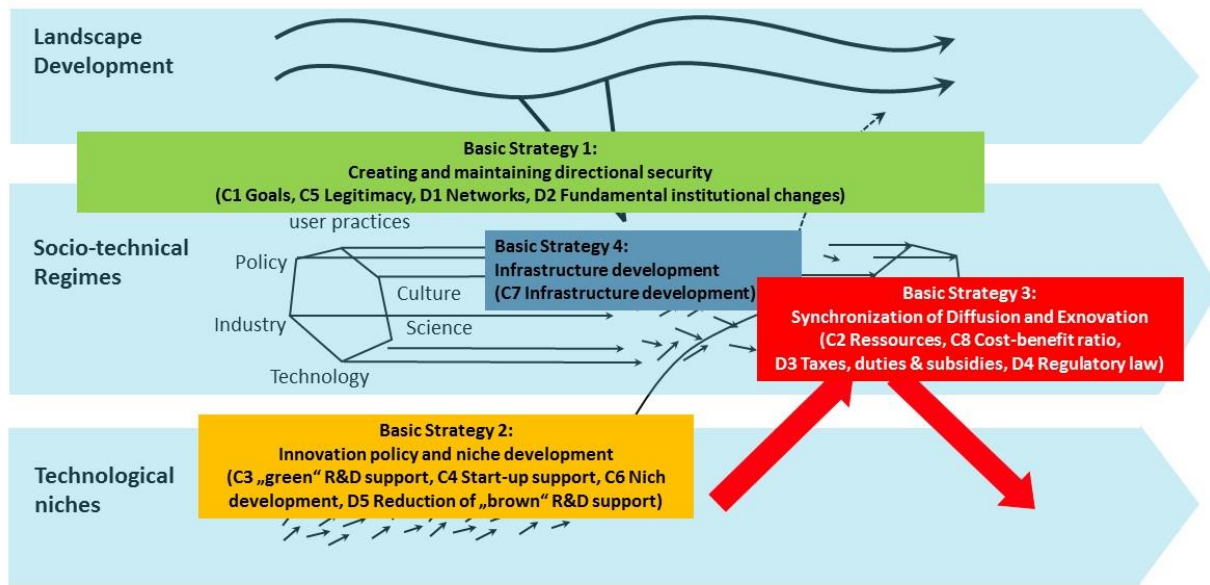 Landscape
Development
Basic Strategy 1:
Creating and maintaining directional security
(C1 Goals, C5 Legitimacy, D1 Networks, D2 Fundamental institutional changes)
user practices
Socio-technical
Regimes
Policy
Culture
Industry
Science
Technology
Basic Strategy 4:
Infrastructure development
(C7 Infrastructure development)
Basic Strategy 3:
Synchronization of Diffusion and Exnovation
(C2 Ressources, C8 Cost-benefit ratio,
D3 Taxes, duties & subsidies, D4 Regulatory law)
Technological
niches
Basic Strategy 2:
Innovation policy and niche development
(C3 „green“ R&D support, C4 Start-up support, C6 Nich
development, D5 Reduction of „brown“ R&D support)